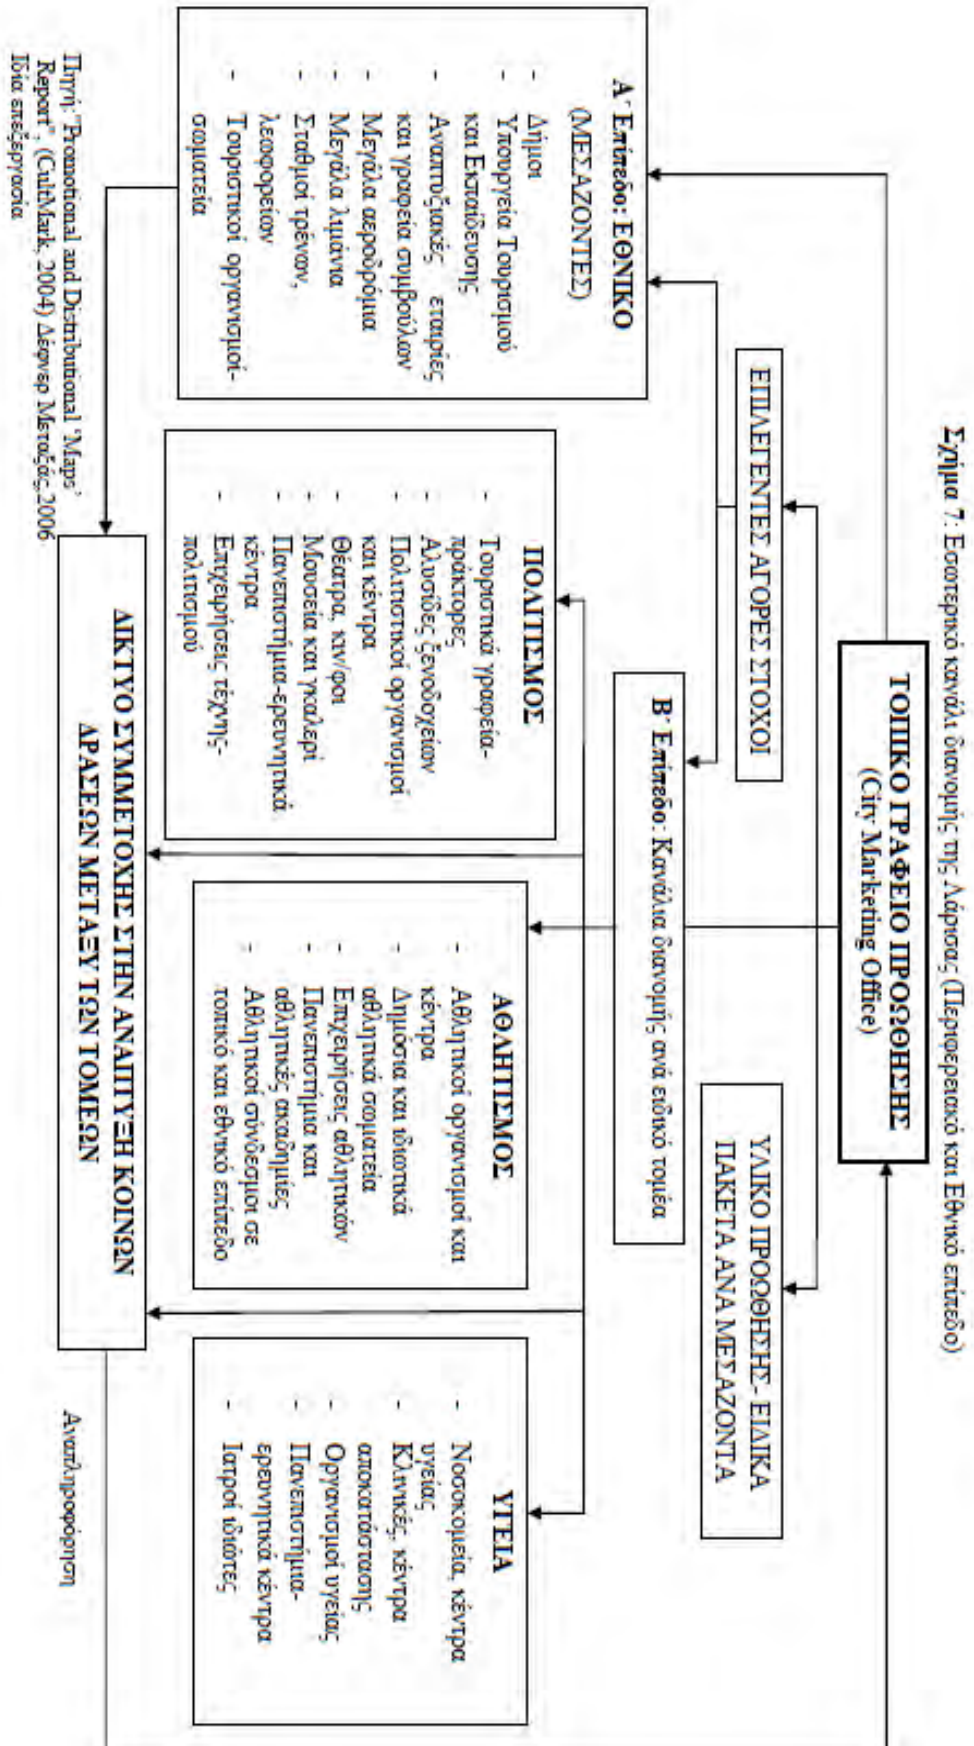 Σχήμα 7. Εσωτερικό κανάλι διανομής της Λάρισας (Περιφερειακό και Εθνικό επίπεδο)
ΤΟΠΙΚΟ ΓΡΑΦΕΙΟ ΠΡΟΩΘΗΣΗΣ
(City Marketing Office)
ΕΠΙΛΕΓΕΝΤΕΣ ΑΓΟΡΕΣ ΣΤΟΧΟΙ
ΥΛΙΚΟ ΠΡΟΩΘΗΣΗΣ- ΕΙΔΙΚΑ
ΠΑΚΕΤΑ ΑΝΑ ΜΕΣΑΖΟΝΤΑ
Α΄ Επίπεδο: ΕΘΝΙΚΟ
(ΜΕΣΑΖΟΝΤΕΣ)
- Δήμοι
- Υπουργεία Τουρισμού
και Εκπαίδευσης
- Αναπτυξιακές εταιρίες
και γραφεία συμβούλων
- Μεγάλα αεροδρόμια
- Μεγάλα λιμάνια
- Σταθμοί τρένων,
λεωφορείων
- Τουριστικοί οργανισμοί-
σωματεία
Β΄ Επίπεδο: Κανάλια διανομής ανά ειδικό τομέα
ΠΟΛΙΤΙΣΜΟΣ
- Τουριστικά γραφεία-
πράκτορες
- Αλυσίδες ξενοδοχείων
- Πολιτιστικοί οργανισμοί
και κέντρα
- Θέατρα, κιν/φοι
- Μουσεία και γκαλερί
- Πανεπιστήμια-ερευνητικά
κέντρα
- Επιχειρήσεις τέχνης-
πολιτισμού
ΑΘΛΗΤΙΣΜΟΣ
- Αθλητικοί οργανισμοί και
κέντρα
- Δημόσια και ιδιωτικά
αθλητικά σωματεία
- Επιχειρήσεις αθλητικών
- Πανεπιστήμια και
αθλητικές ακαδημίες
- Αθλητικοί σύνδεσμοι σε
τοπικό και εθνικό επίπεδο
ΥΓΕΙΑ
- Νοσοκομεία, κέντρα
υγείας
- Κλινικές, κέντρα
αποκατάστασης
- Οργανισμοί υγείας
- Πανεπιστήμια-
ερευνητικά κέντρα
- Ιατροί ιδιώτες
ΔΙΚΤΥΟ ΣΥΜΜΕΤΟΧΗΣ ΣΤΗΝ ΑΝΑΠΤΥΞΗ ΚΟΙΝΩΝ
ΔΡΑΣΕΩΝ ΜΕΤΑΞΥ ΤΩΝ ΤΟΜΕΩΝ
Αναπληροφόρηση
Πηγή: "Promotional and Distributional 'Maps'
Report", (CultMark, 2004) Δέφνερ Μεταξάς, 2006
Ιδία επεξεργασία